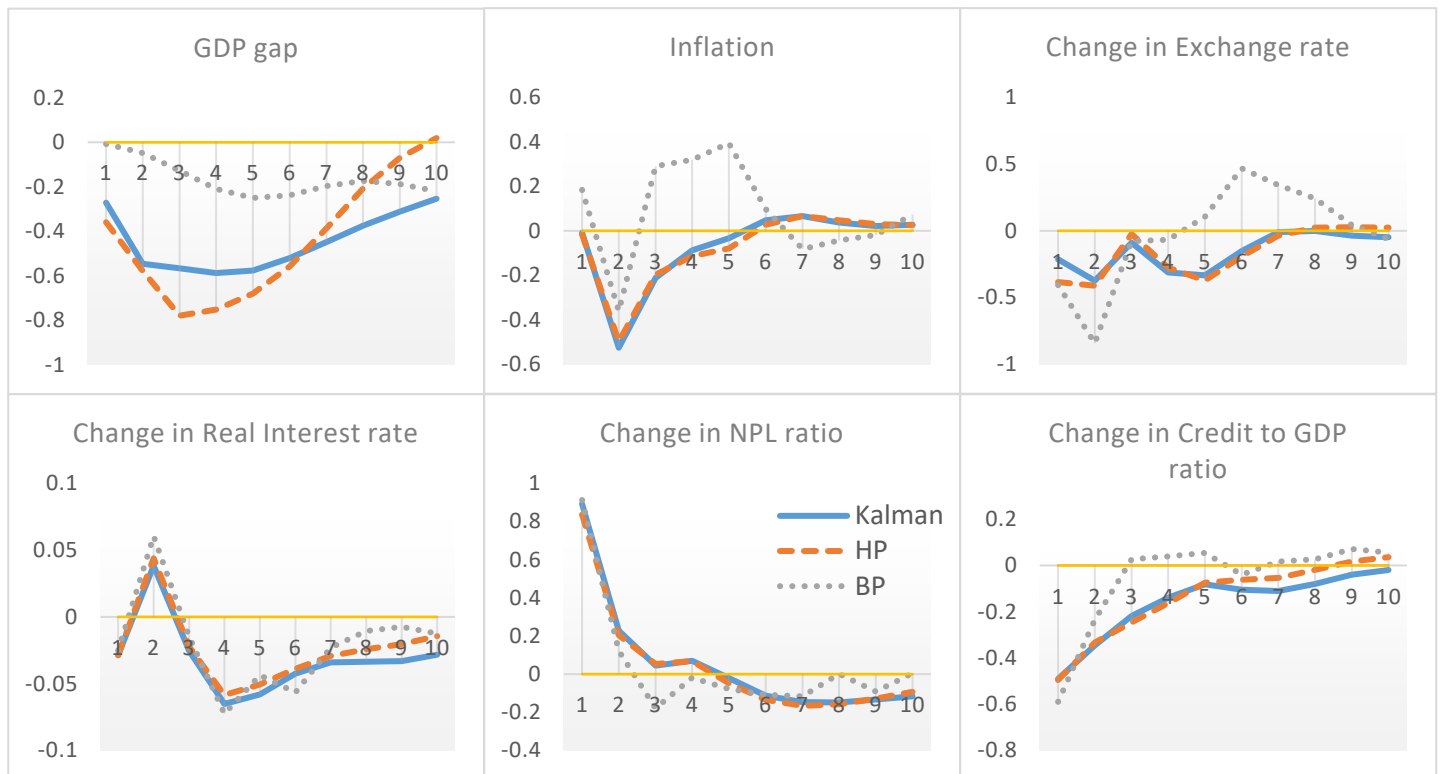 GDP gap
0.2
0
-0.2
-0.4
-0.6
-0.8
-1
1 2 3 4 5 6 7 8 9 10
Inflation
0.6
0.4
0.2
0
-0.2
-0.4
-0.6
1 2 3 4 5 6 7 8 9 10
Change in Exchange rate
1
0.5
0
-0.5
-1
1 2 3 4 5 6 7 8 9 10
Change in Real Interest rate
0.1
0.05
0
-0.05
-0.1
1 2 3 4 5 6 7 8 9 10
Change in NPL ratio
1
0.8
0.6
0.4
0.2
0
-0.2
-0.4
1 2 3 4 5 6 7 8 9 10
Kalman
HP
BP
Change in Credit to GDP
ratio
0.2
0
-0.2
-0.4
-0.6
-0.8
1 2 3 4 5 6 7 8 9 10